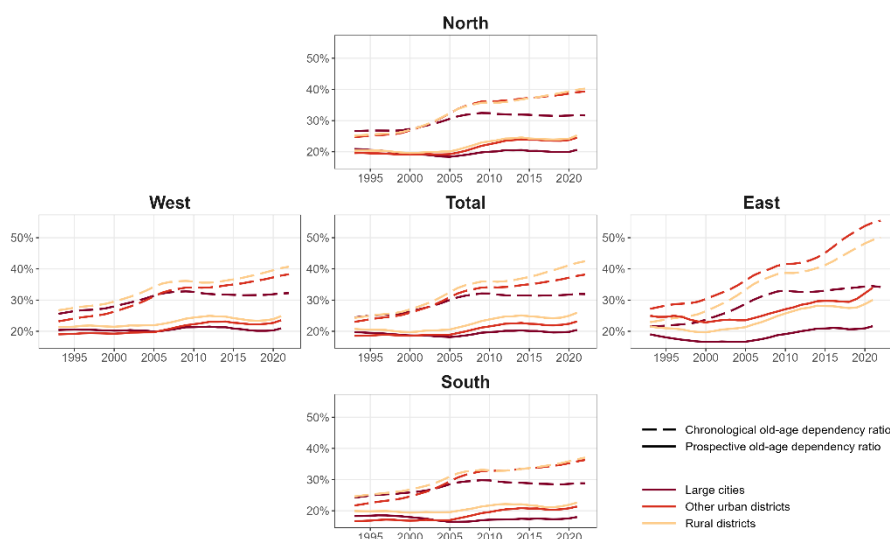 North
50%
40%
30%
20%
1995 2000 2005 2010 2015 2020
West Total East
50% 50% 50%
40% 40% 40%
30% 30% 30%
20% 20% 20%
1995 2000 2005 2010 2015 2020 1995 2000 2005 2010 2015 2020 1995 2000 2005 2010 2015 2020
South
50%
40%
30%
20%
1995 2000 2005 2010 2015 2020
Chronological old-age dependency ratio
Prospective old-age dependency ratio
Large cities
Other urban districts
Rural districts